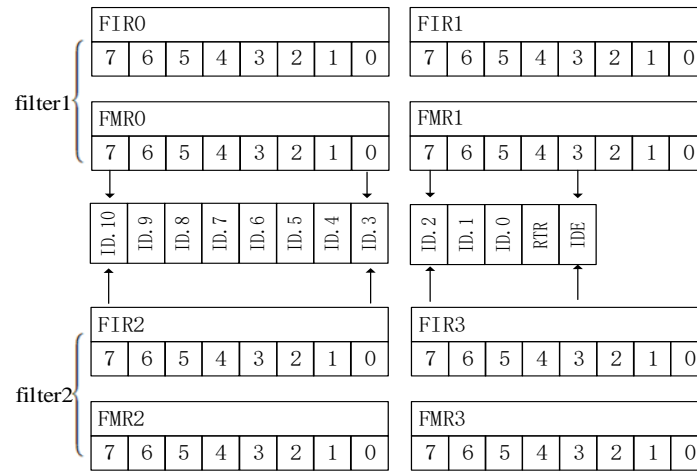 FIR0 FIR1
7 6 5 4 3 2 1 0 7 6 5 4 3 2 1 0
filter1
FMR0 FMR1
7 6 5 4 3 2 1 0 7 6 5 4 3 2 1 0
ID.10 ID.9 ID.8 ID.7 ID.6 ID.5 ID.4 ID.3 ID.2 ID.1 ID.0 RTR IDE
FIR2 FIR3
7 6 5 4 3 2 1 0 7 6 5 4 3 2 1 0
filter2
FMR2 FMR3
7 6 5 4 3 2 1 0 7 6 5 4 3 2 1 0